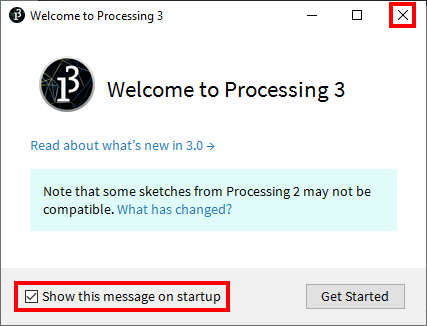 Welcome to Processing 3
Welcome to Processing 3
Read about what's new in 3.0 →
Note that some sketches from Processing 2 may not be
compatible. What has changed?
Show this message on startup
Get Started